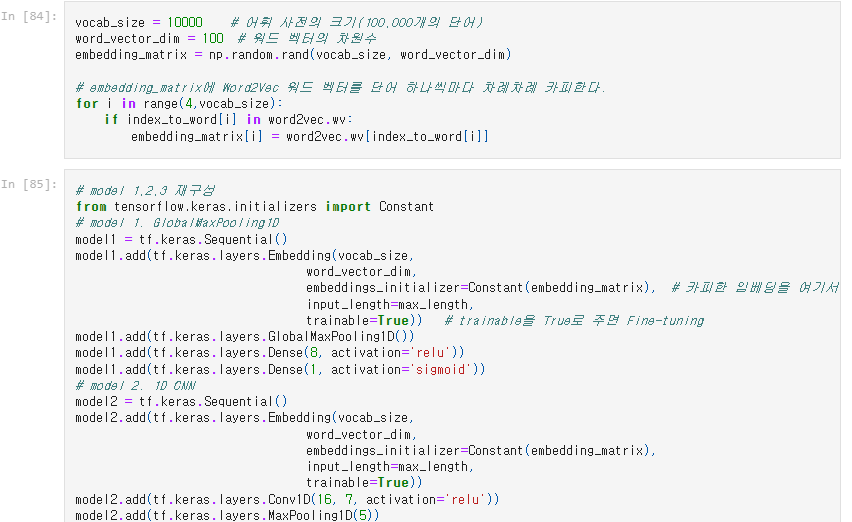 In [84]:
vocab_size = 10000    # 어휘 사전의 크기(100,000개의 단어)
word_vector_dim = 100  # 워드 벡터의 차원수
embedding_matrix = np.random.rand(vocab_size, word_vector_dim)
# embedding_matrix에 Word2Vec 워드 벡터를 단어 하나씩마다 차례차례 카피한다.
for i in range(4,vocab_size):
    if index_to_word[i] in word2vec.wv:
        embedding_matrix[i] = word2vec.wv[index_to_word[i]]
In [85]:
# model 1,2,3 재구성
from tensorflow.keras.initializers import Constant
# model 1. GlobalMaxPooling1D
model1 = tf.keras.Sequential()
model1.add(tf.keras.layers.Embedding(vocab_size,
                                 word_vector_dim,
                                 embeddings_initializer=Constant(embedding_matrix),  # 카피한 임베딩을 여기서
                                 input_length=max_length,
                                 trainable=True))   # trainable을 True로 주면 Fine-tuning
model1.add(tf.keras.layers.GlobalMaxPooling1D())
model1.add(tf.keras.layers.Dense(8, activation='relu'))
model1.add(tf.keras.layers.Dense(1, activation='sigmoid'))
# model 2. 1D CNN
model2 = tf.keras.Sequential()
model2.add(tf.keras.layers.Embedding(vocab_size,
                                 word_vector_dim,
                                 embeddings_initializer=Constant(embedding_matrix),
                                 input_length=max_length,
                                 trainable=True))
model2.add(tf.keras.layers.Conv1D(16, 7, activation='relu'))
model2.add(tf.keras.layers.MaxPooling1D(5))